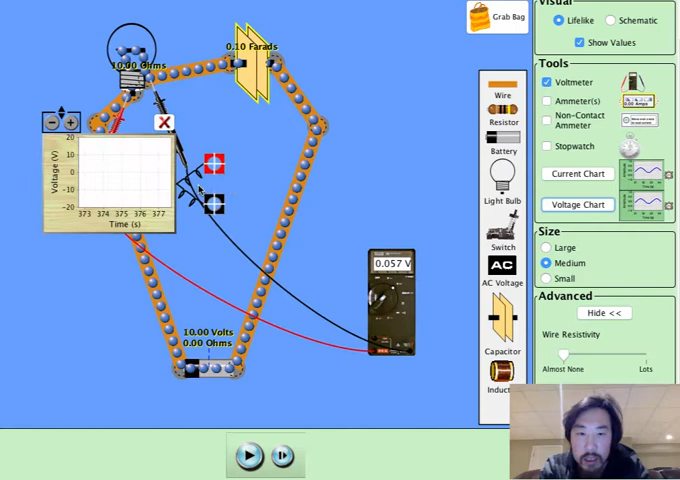 Grab Bag
Visual
Lifelike
Schematic
Show Values
0.10 Farads
10.00 Ohms
Tools
Voltmeter
Ammeter(s)
0.00 Amps
Non-Contact
Ammeter
Stopwatch
Current Chart
Voltage Chart
Wire
Resistor
Battery
Light Bulb
Switch
AC
AC Voltage
Capacitor
Voltage (V)
20
10
0
-10
-20
373 374 375 376 377
Time (s)
0.057 V
10.00 Volts
0.00 Ohms
Size
Large
Medium
Small
Advanced
Hide <<
Wire Resistivity
Almost None
Lots